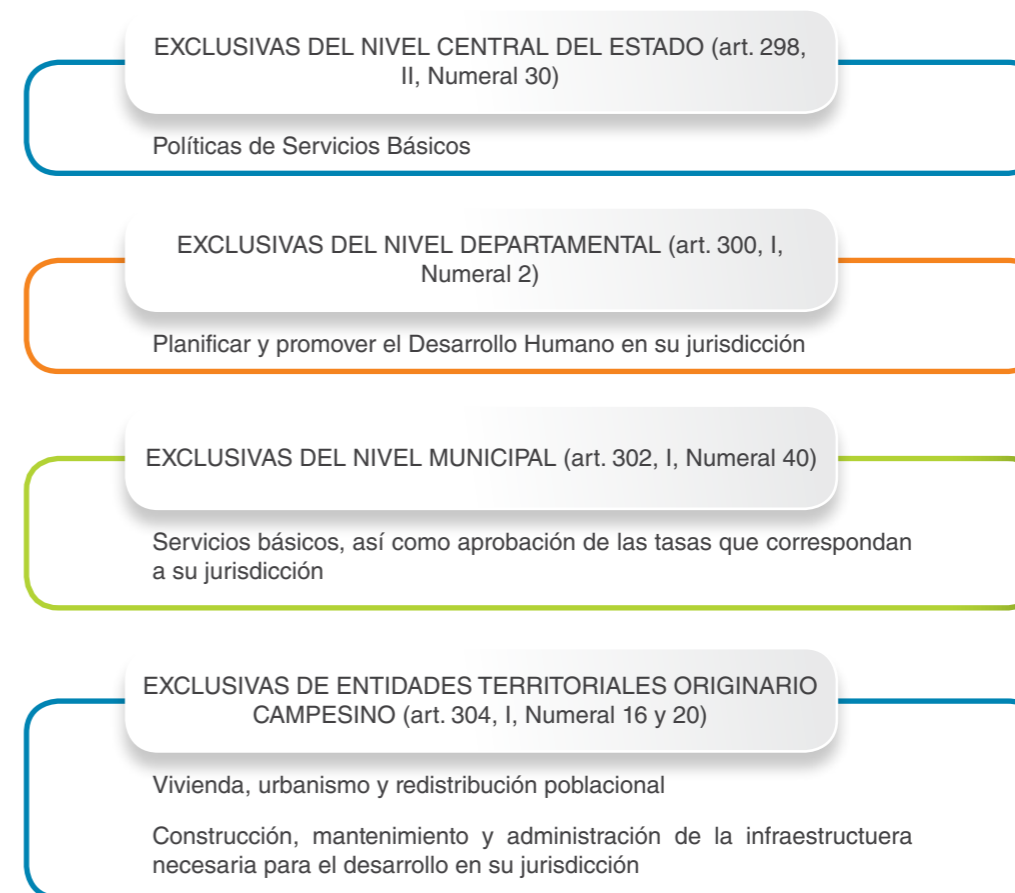 EXCLUSIVAS DEL NIVEL CENTRAL DEL ESTADO (art. 298,
II, Numeral 30)
Políticas de Servicios Básicos
EXCLUSIVAS DEL NIVEL DEPARTAMENTAL (art. 300, I,
Numeral 2)
Planificar y promover el Desarrollo Humano en su jurisdicción
EXCLUSIVAS DEL NIVEL MUNICIPAL (art. 302, I, Numeral 40)
Servicios básicos, así como aprobación de las tasas que correspondan
a su jurisdicción
EXCLUSIVAS DE ENTIDADES TERRITORIALES ORIGINARIO
CAMPESINO (art. 304, I, Numeral 16 y 20)
Vivienda, urbanismo y redistribución poblacional
Construcción, mantenimiento y administración de la infraestructuera
necesaria para el desarrollo en su jurisdicción